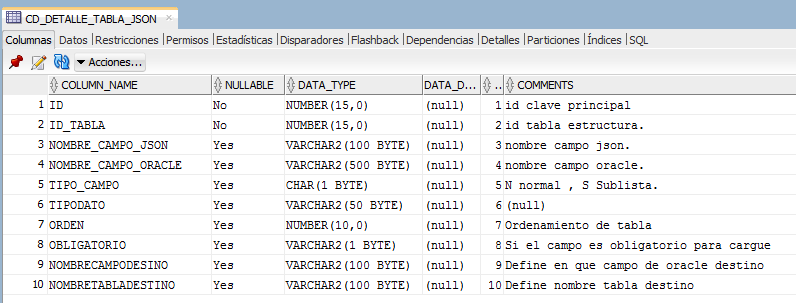 CD_DETALLE_TABLA_JSON
Columnas Datos Restricciones Permisos Estadísticas Disparadores Flashback Dependencias Detalles Particiones Índices SQL
Acciones...
COLUMN_NAME NULLABLE DATA_TYPE DATA_D... .. COMMENTS
1 ID No NUMBER(15,0) (null) 1 id clave principal
2 ID_TABLA No NUMBER(15,0) (null) 2 id tabla estructura.
3 NOMBRE_CAMPO_JSON Yes VARCHAR2(100 BYTE) (null) 3 nombre campo json.
4 NOMBRE_CAMPO_ORACLE Yes VARCHAR2(500 BYTE) (null) 4 nombre campo oracle.
5 TIPO_CAMPO Yes CHAR(1 BYTE) (null) 5 N normal , S Sublista.
6 TIPODATO Yes VARCHAR2(50 BYTE) (null) 6 (null)
7 ORDEN Yes NUMBER(10,0) (null) 7 Ordenamiento de tabla
8 OBLIGATORIO Yes VARCHAR2(1 BYTE) (null) 8 Si el campo es obligatorio para cargue
9 NOMBRECAMPODESINO Yes VARCHAR2(100 BYTE) (null) 9 Define en que campo de oracle destino
10 NOMBRETABLADESTINO Yes VARCHAR2(100 BYTE) (null) 10 Define nombre tabla destino